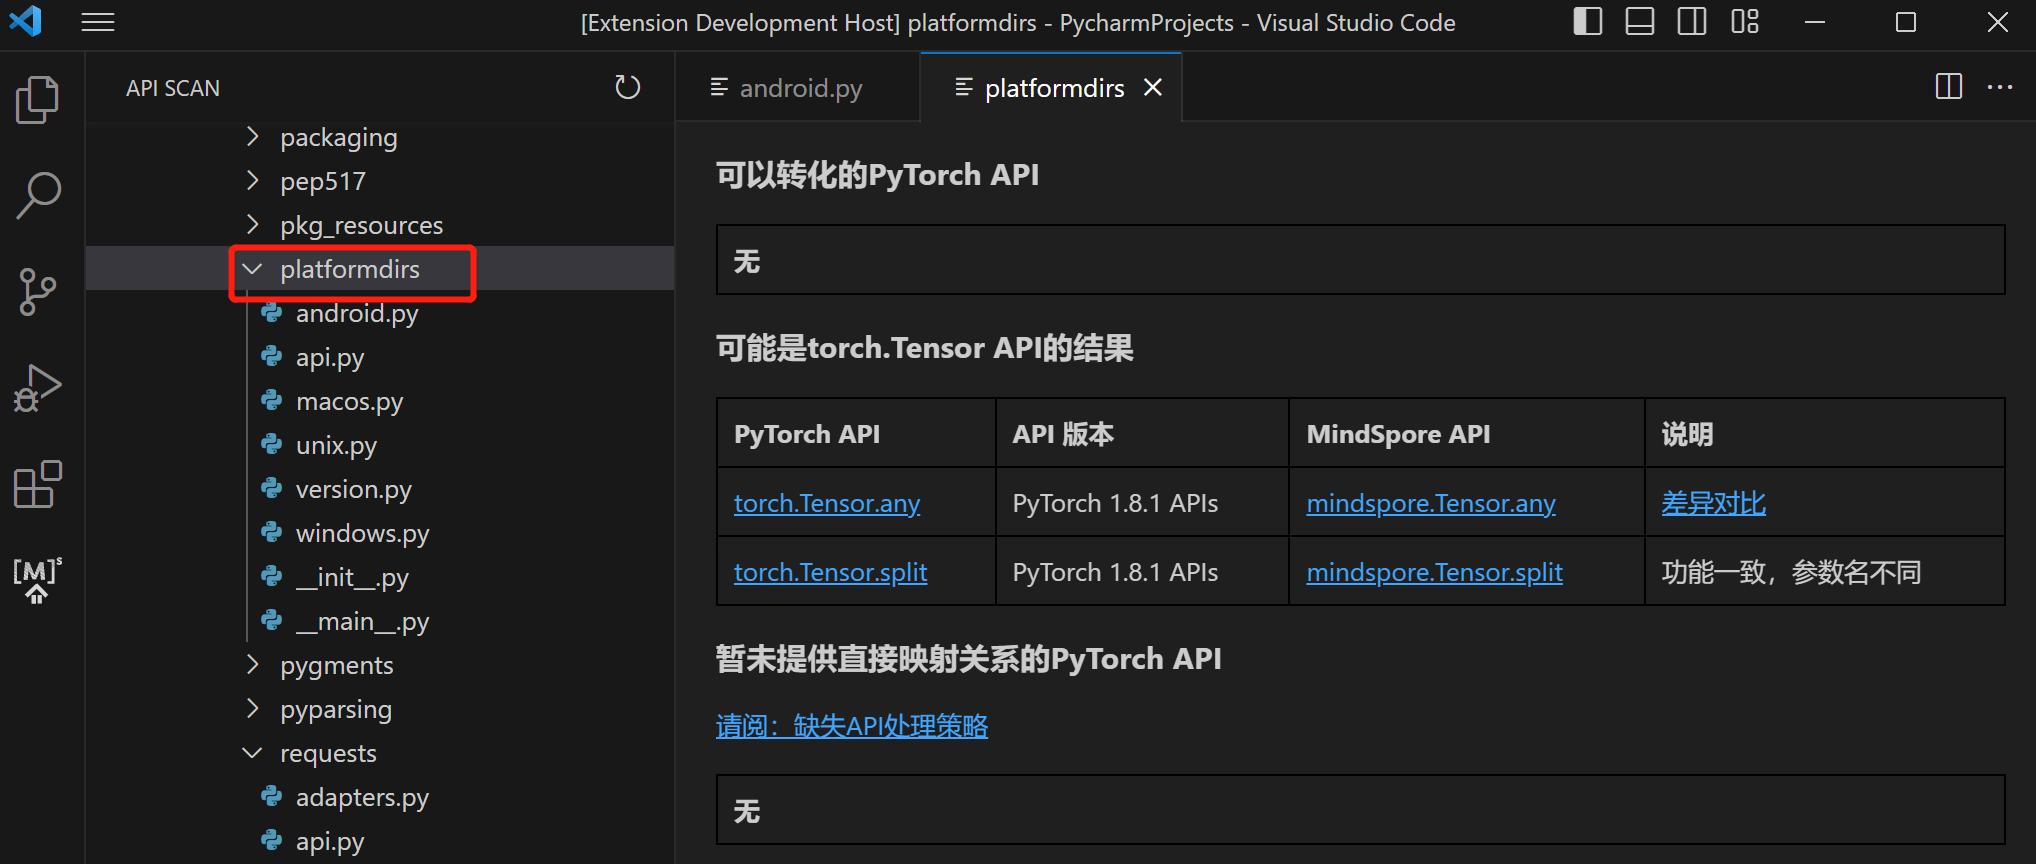 [Extension Development Host] platformdirs - PycharmProjects - Visual Studio Code
API SCAN
packaging
pep517
pkg_resources
platformdirs
android.py
api.py
macos.py
unix.py
version.py
windows.py
__init__.py
__main__.py
pygments
pyparsing
requests
adapters.py
api.py
[M]s
android.py
platformdirs
可以转化的PyTorch API
无
可能是torch.Tensor API的结果
PyTorch API API 版本 MindSpore API 说明
torch.Tensor.any PyTorch 1.8.1 APIs mindspore.Tensor.any 差异对比
torch.Tensor.split PyTorch 1.8.1 APIs mindspore.Tensor.split 功能一致，参数名不同
暂未提供直接映射关系的PyTorch API
请阅：缺失API处理策略
无